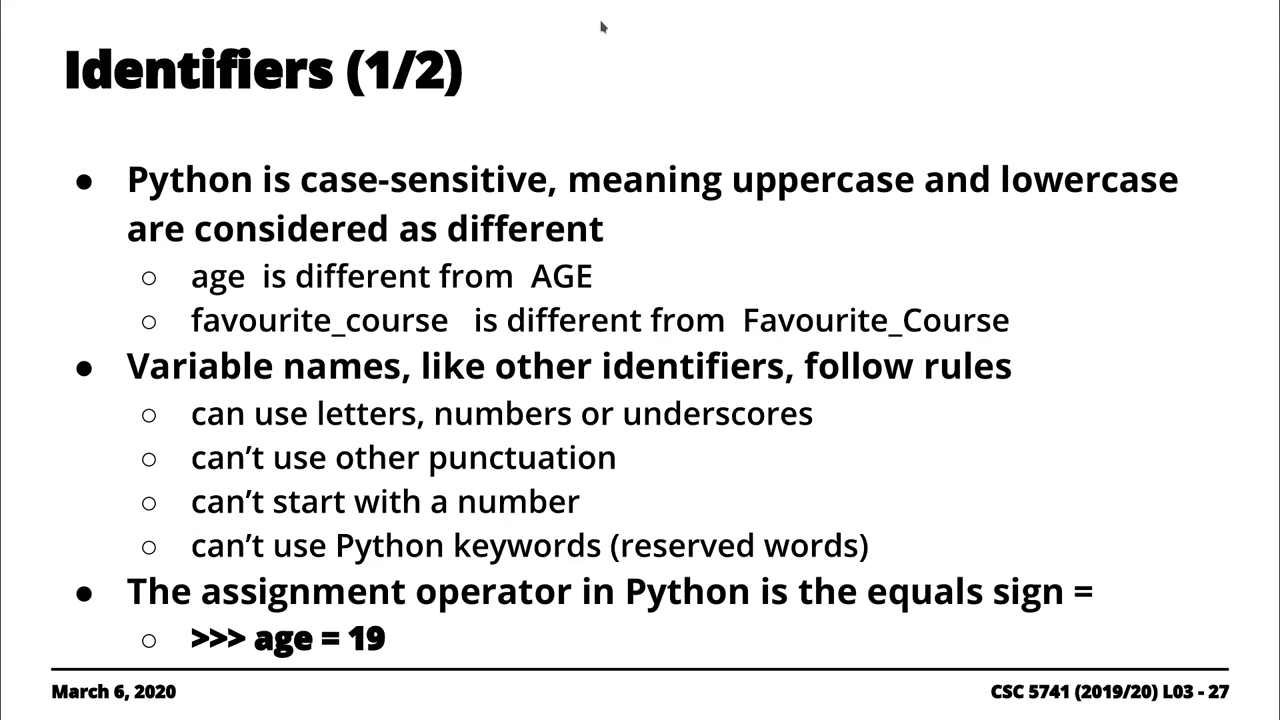 Identifiers (1/2)
● Python is case-sensitive, meaning uppercase and lowercase
are considered as different
○ age is different from AGE
○ favourite_course is different from Favourite_Course
● Variable names, like other identifiers, follow rules
○ can use letters, numbers or underscores
○ can’t use other punctuation
○ can’t start with a number
○ can’t use Python keywords (reserved words)
● The assignment operator in Python is the equals sign =
○ >>> age = 19
March 6, 2020
CSC 5741 (2019/20) L03 - 27